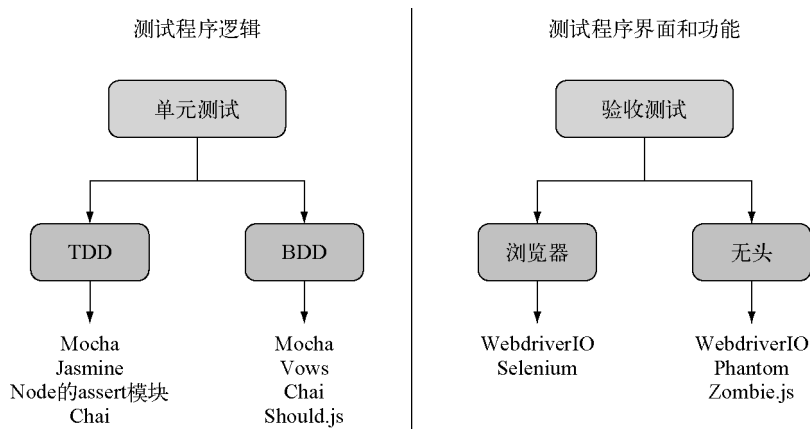 测试程序逻辑
单元测试
TDD
BDD
Mocha
Jasmine
Node的assert模块
Chai
Mocha
Vows
Chai
Should.js
测试程序界面和功能
验收测试
浏览器
无头
WebdriverIO
Selenium
WebdriverIO
Phantom
Zombie.js